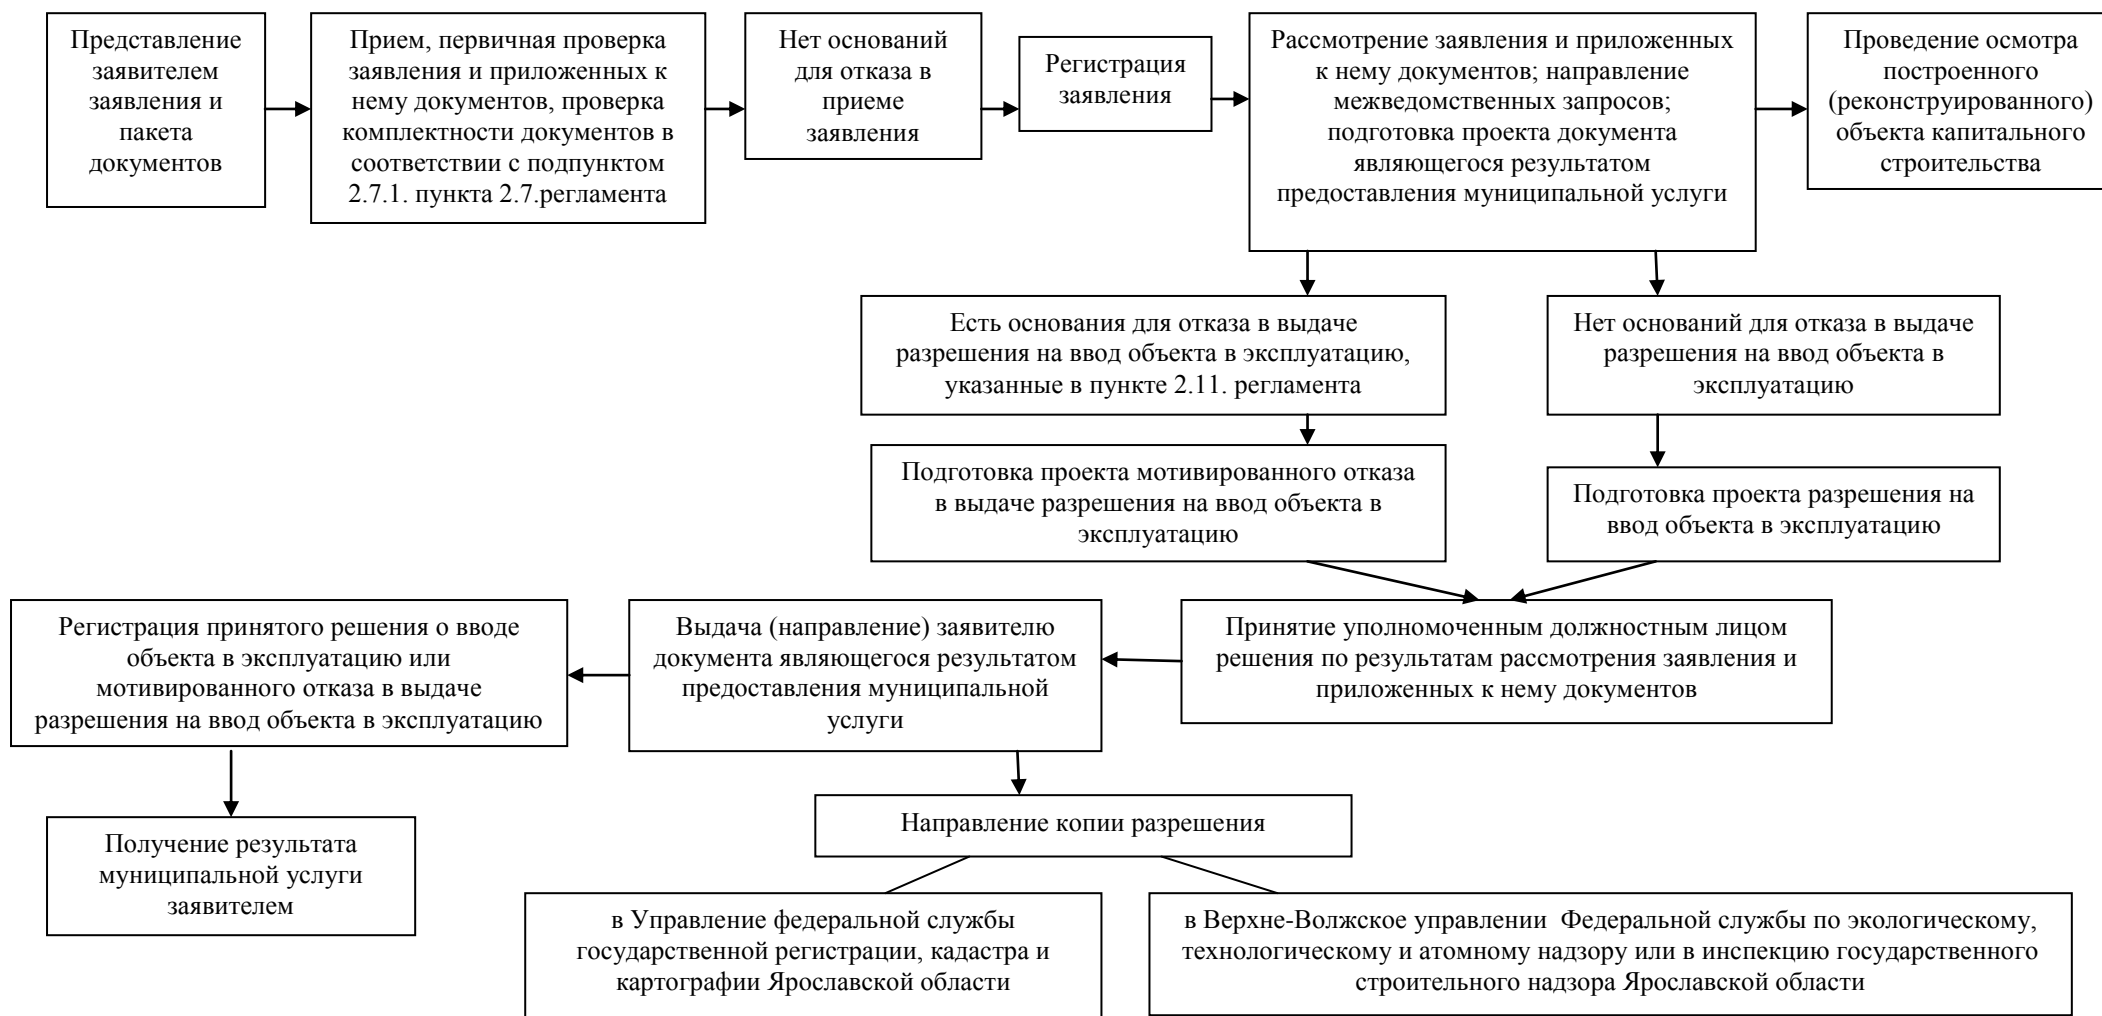 Представление
заявителем
заявления и
пакета
документов
Прием, первичная проверка
заявления и приложенных к
нему документов, проверка
комплектности документов в
соответствии с подпунктом
2.7.1. пункта 2.7.регламента
Нет оснований
для отказа в
приеме
заявления
Регистрация
заявления
Рассмотрение заявления и приложенных
к нему документов; направление
межведомственных запросов;
подготовка проекта документа
являющегося результатом
предоставления муниципальной услуги
Проведение осмотра
построенного
(реконструированного)
объекта капитального
строительства
Есть основания для отказа в выдаче
разрешения на ввод объекта в эксплуатацию,
указанные в пункте 2.11. регламента
Нет оснований для отказа в выдаче
разрешения на ввод объекта в
эксплуатацию
Подготовка проекта мотивированного отказа
в выдаче разрешения на ввод объекта в
эксплуатацию
Подготовка проекта разрешения на
ввод объекта в эксплуатацию
Регистрация принятого решения о вводе
объекта в эксплуатацию или
мотивированного отказа в выдаче
разрешения на ввод объекта в эксплуатацию
Выдача (направление) заявителю
документа являющегося результатом
предоставления муниципальной
услуги
Принятие уполномоченным должностным лицом
решения по результатам рассмотрения заявления и
приложенных к нему документов
Направление копии разрешения
Получение результата
муниципальной услуги
заявителем
в Управление федеральной службы
государственной регистрации, кадастра и
картографии Ярославской области
в Верхне-Волжское управлении  Федеральной службы по экологическому,
технологическому и атомному надзору или в инспекцию государственного
строительного надзора Ярославской области